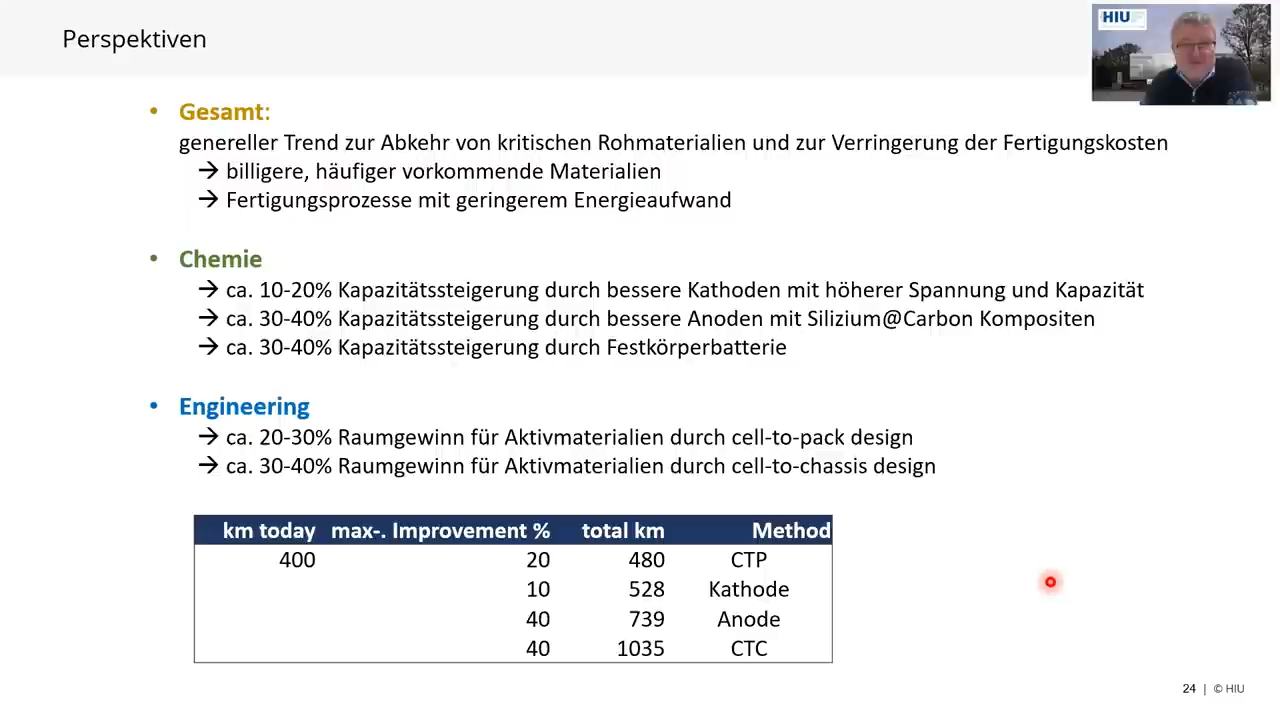 Perspektiven
HIU
• Gesamt:
genereller Trend zur Abkehr von kritischen Rohmaterialien und zur Verringerung der Fertigungskosten
→ billigere, häufiger vorkommende Materialien
→ Fertigungsprozesse mit geringerem Energieaufwand
• Chemie
→ ca. 10-20% Kapazitätssteigerung durch bessere Kathoden mit höherer Spannung und Kapazität
→ ca. 30-40% Kapazitätssteigerung durch bessere Anoden mit Silizium@Carbon Kompositen
→ ca. 30-40% Kapazitätssteigerung durch Festkörperbatterie
• Engineering
→ ca. 20-30% Raumgewinn für Aktivmaterialien durch cell-to-pack design
→ ca. 30-40% Raumgewinn für Aktivmaterialien durch cell-to-chassis design
km today max-. Improvement % total km Method
400 20 480 CTP
10 528 Kathode
40 739 Anode
40 1035 CTC
24 | © HIU